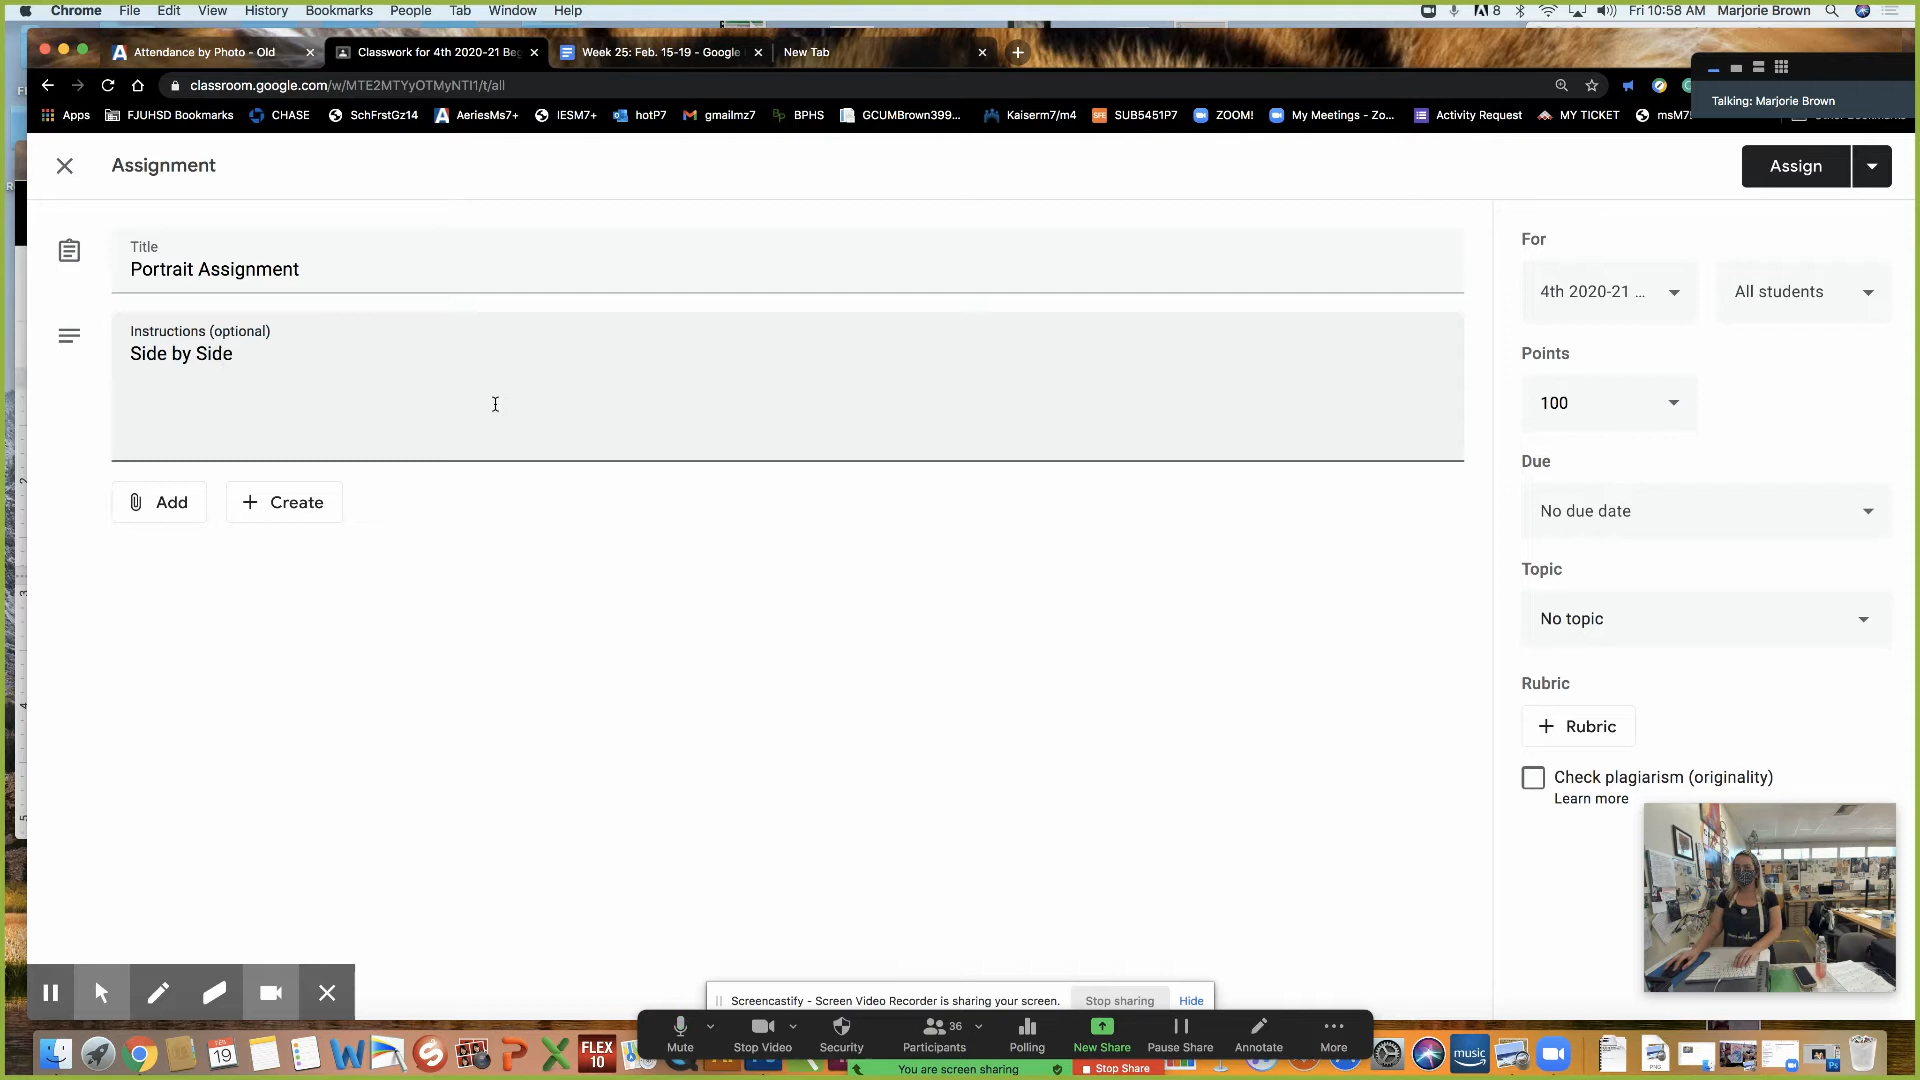 Chrome File Edit View History Bookmarks People Tab Window Help
8 Fri 10:58 AM Marjorie Brown
Attendance by Photo - Old
Classwork for 4th 2020-21 Beg
Week 25: Feb. 15-19 - Google
New Tab
classroom.google.com/w/MTE2MTYyOTMyNTI1/t/all
Talking: Marjorie Brown
Apps FJUHSD Bookmarks CHASE SchFrstGz14 AeriesMs7+ IESM7+ hotP7 gmailmz7 BPHS GCUMBrown399... Kaiserm7/m4 SUB5451P7 ZOOM! My Meetings - Zo... Activity Request MY TICKET
Assignment
Assign
Title
Portrait Assignment
Instructions (optional)
Side by Side
Add
Create
For
4th 2020-21 ...
All students
Points
100
Due
No due date
Topic
No topic
Rubric
Rubric
Check plagiarism (originality)
Learn more
Screencastify - Screen Video Recorder is sharing your screen.
Stop sharing
Hide
36
Mute Stop Video Security Participants Polling New Share Pause Share Annotate More
You are screen sharing
Stop Share
FEB
19
FLEX
10
music